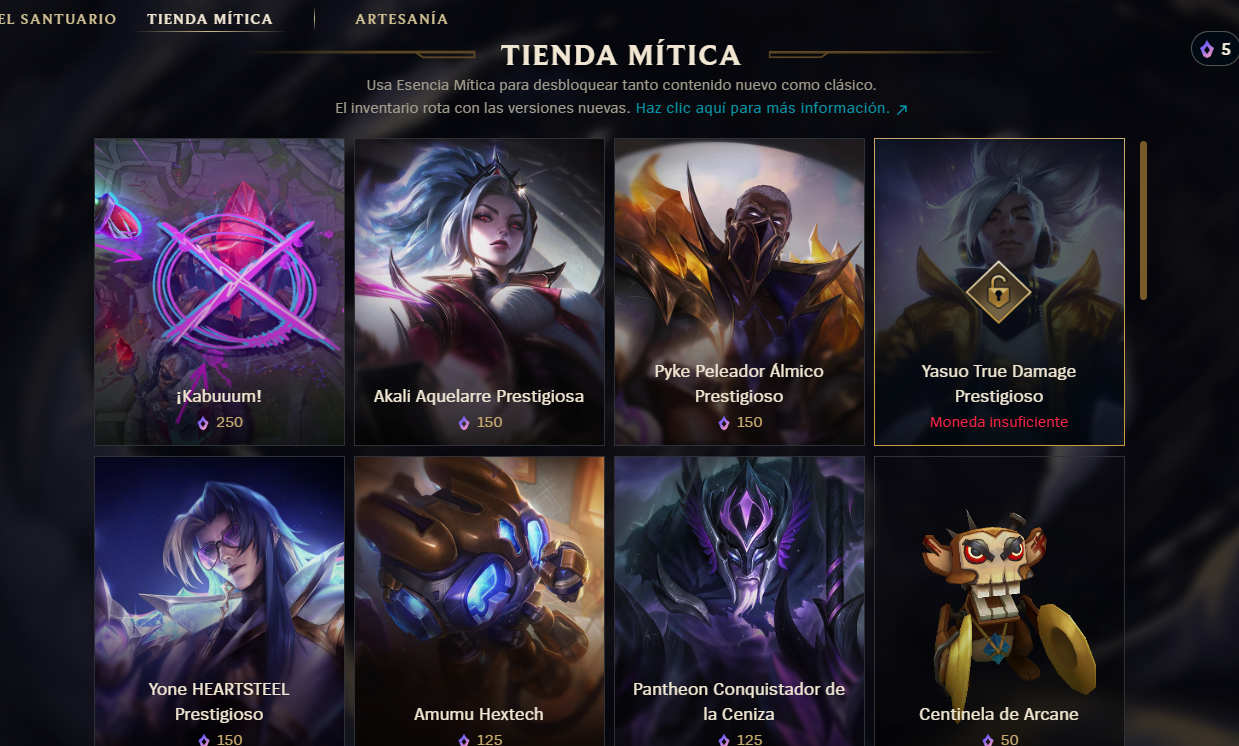 EL SANTUARIO
TIENDA MÍTICA
ARTESANÍA
5
TIENDA MÍTICA
Usa Esencia Mítica para desbloquear tanto contenido nuevo como clásico.
El inventario rota con las versiones nuevas. Haz clic aquí para más información. ↗
¡Kabuuum!
250
Akali Aquelarre Prestigiosa
150
Pyke Peleador Álmico
Prestigioso
150
Yasuo True Damage
Prestigioso
Moneda insuficiente
Yone HEARTSTEEL
Prestigioso
150
Amumu Hextech
125
Pantheon Conquistador de
la Ceniza
125
Centinela de Arcane
50